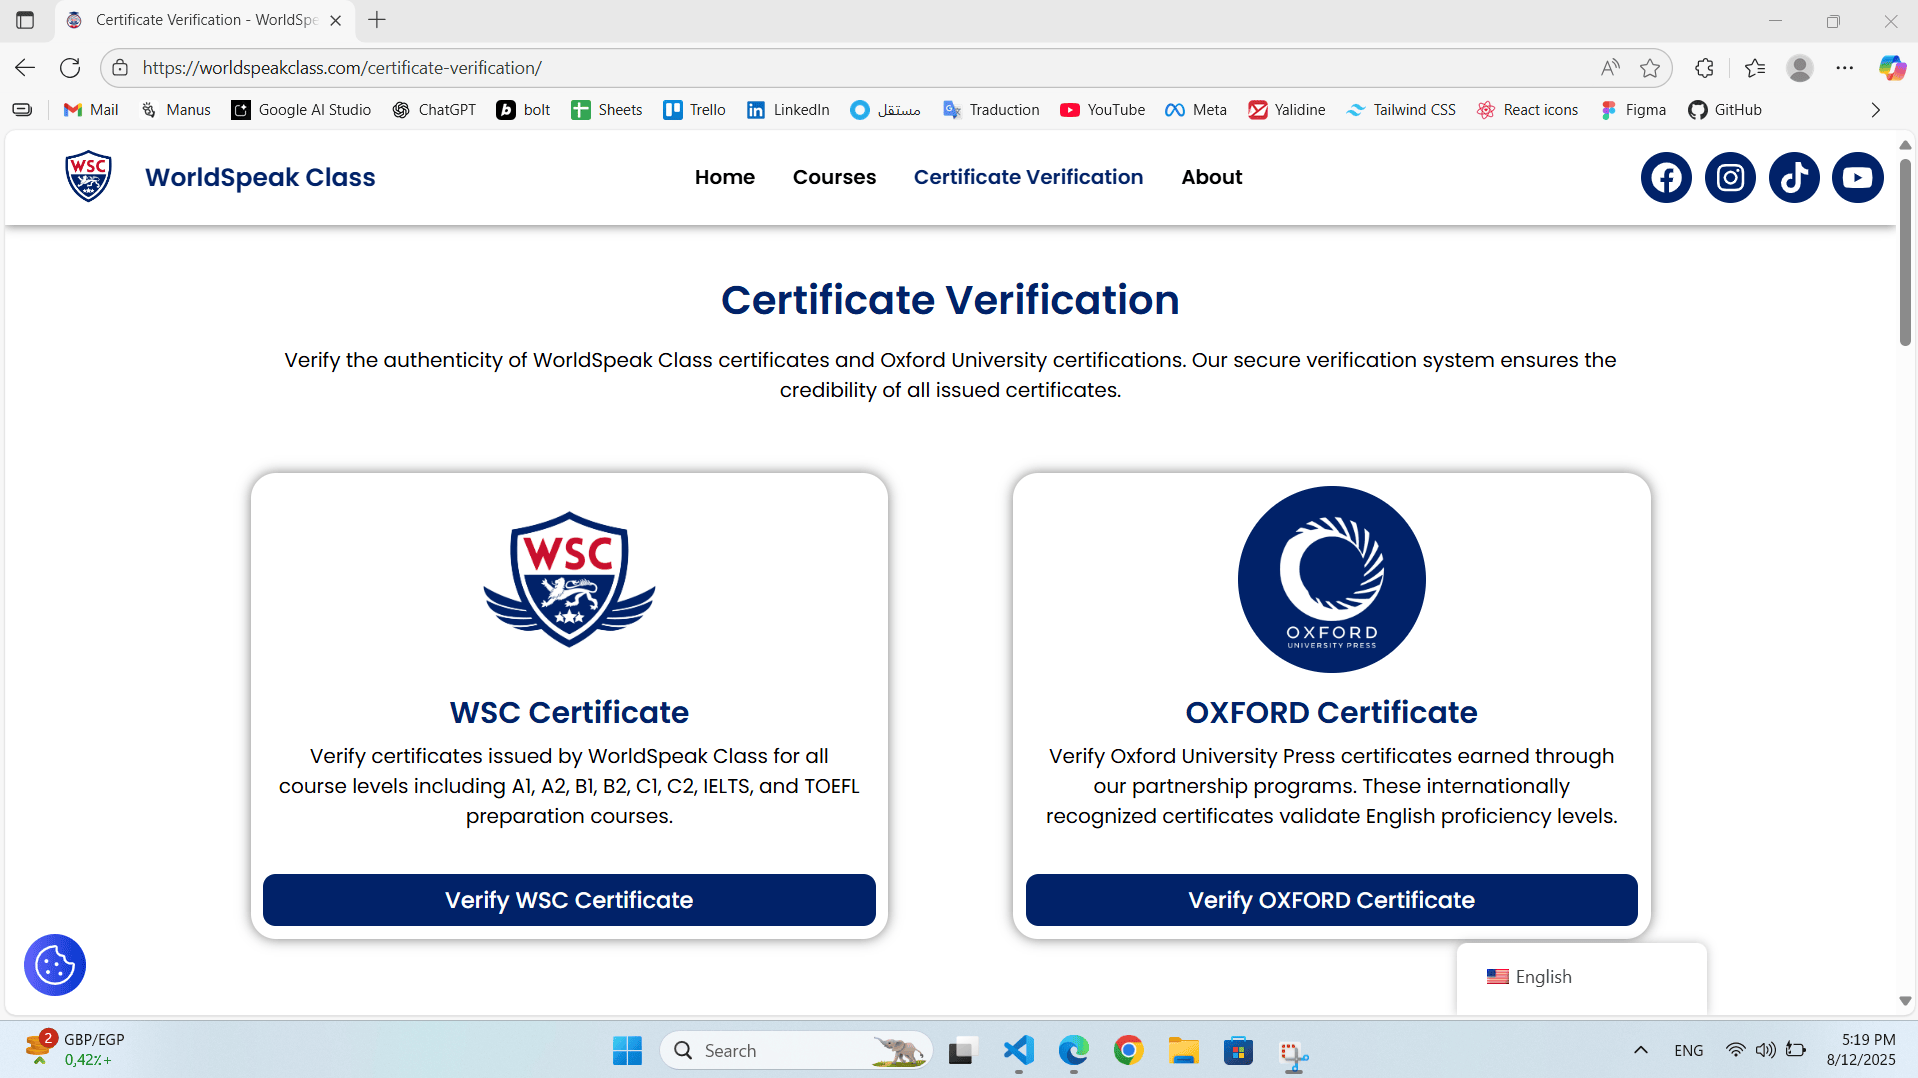 Certificate Verification - WorldSpe
https://worldspeakclass.com/certificate-verification/
Mail
Manus
Google AI Studio
ChatGPT
bolt
Sheets
Trello
LinkedIn
مستقل
Traduction
YouTube
Meta
Yalidine
Tailwind CSS
React icons
Figma
GitHub
WSC
WorldSpeak Class
Home
Courses
Certificate Verification
About
Certificate Verification
Verify the authenticity of WorldSpeak Class certificates and Oxford University certifications. Our secure verification system ensures the
credibility of all issued certificates.
WSC
WSC Certificate
Verify certificates issued by WorldSpeak Class for all
course levels including A1, A2, B1, B2, C1, C2, IELTS, and TOEFL
preparation courses.
Verify WSC Certificate
OXFORD
UNIVERSITY PRESS
OXFORD Certificate
Verify Oxford University Press certificates earned through
our partnership programs. These internationally
recognized certificates validate English proficiency levels.
Verify OXFORD Certificate
English
2
GBP/EGP
0,42٪+
Search
ENG
5:19 PM
8/12/2025